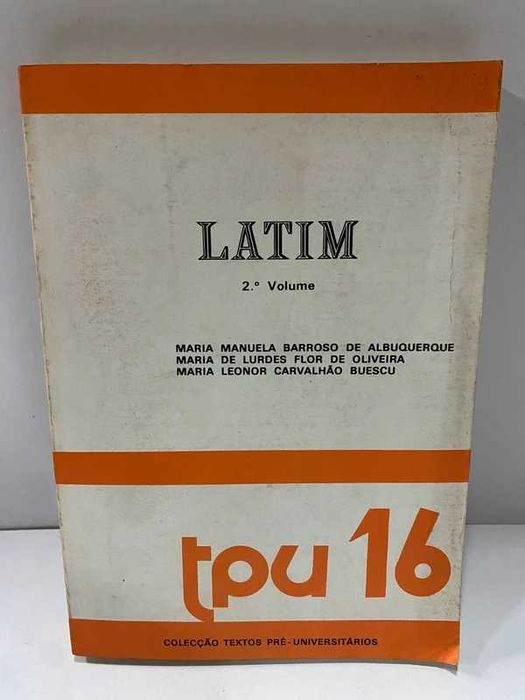 LATIM
2.º Volume
MARIA MANUELA BARROSO DE ALBUQUERQUE
MARIA DE LURDES FLOR DE OLIVEIRA
MARIA LEONOR CARVALHÃO BUESCU
tpu 16
COLECÇÃO TEXTOS PRÉ-UNIVERSITÁRIOS